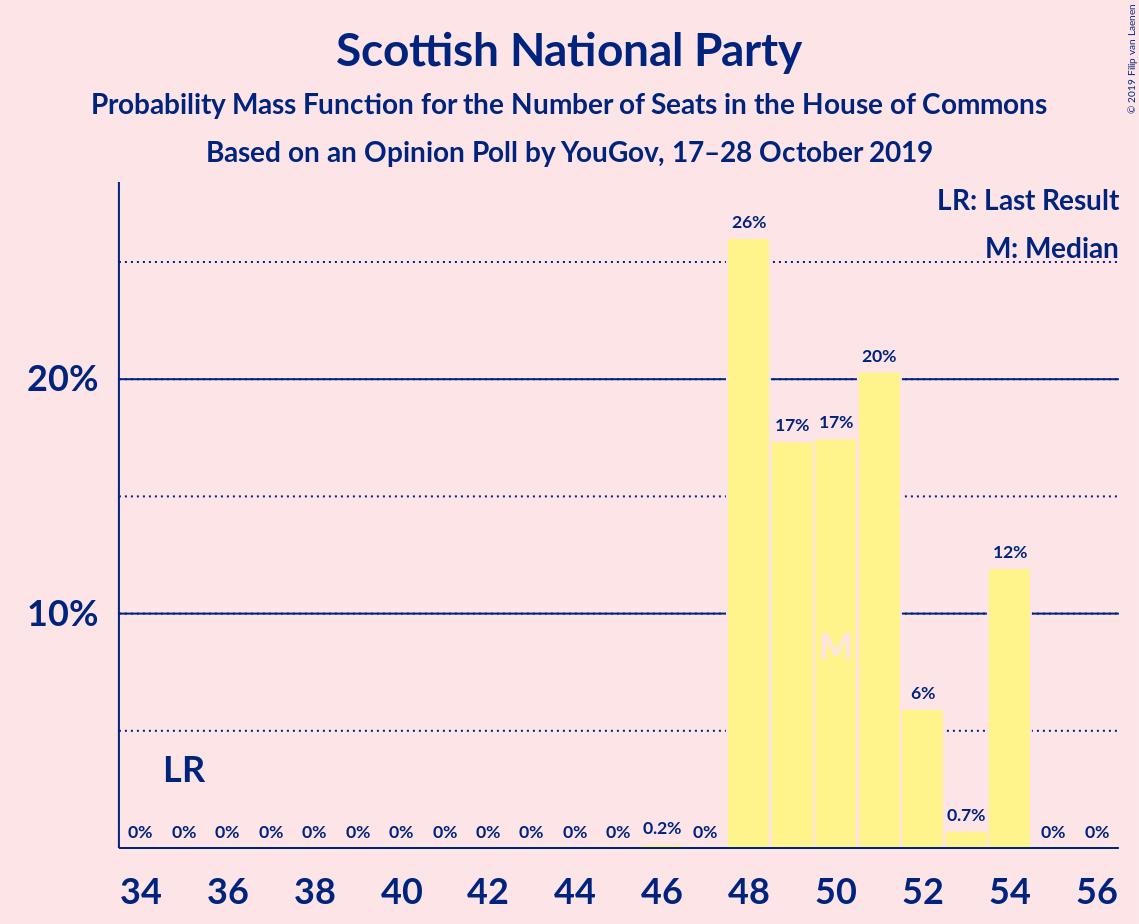 Scottish National Party
Probability Mass Function for the Number of Seats in the House of Commons
Based on an Opinion Poll by YouGov, 17–28 October 2019
© 2019 Filip van Laenen
LR: Last Result
M: Median
20%
10%
LR
M
0% 0% 0% 0% 0% 0% 0% 0% 0% 0% 0% 0% 0.2% 0% 26% 17% 17% 20% 6% 0.7% 12% 0% 0%
34 36 38 40 42 44 46 48 50 52 54 56